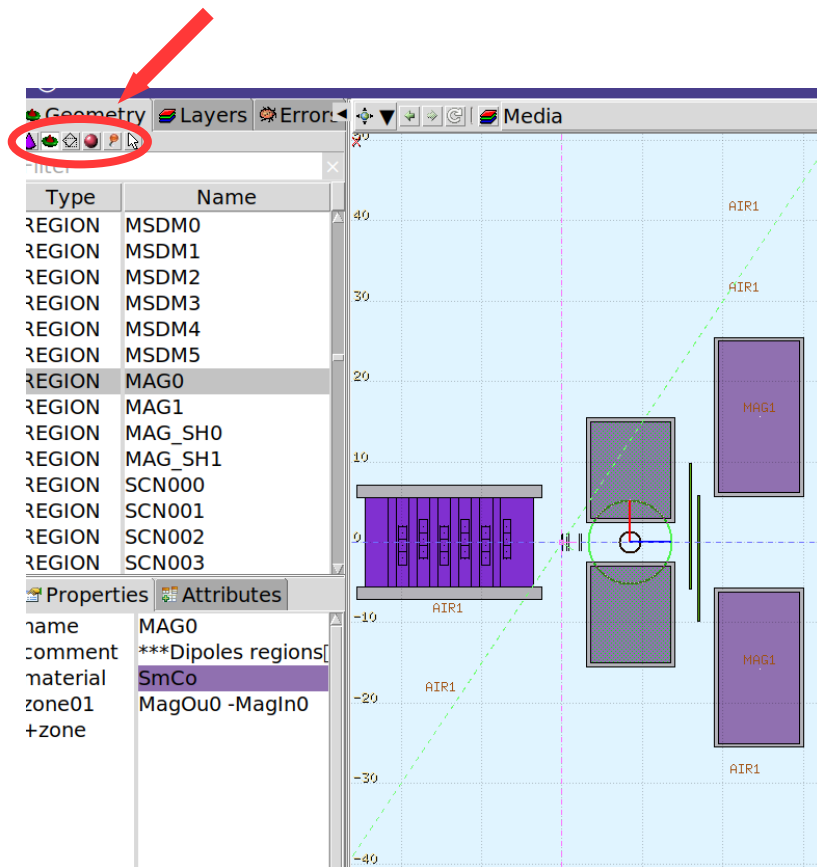 Geometry Layers Errors Media
Filter
Type Name
REGION MSDM0
REGION MSDM1
REGION MSDM2
REGION MSDM3
REGION MSDM4
REGION MSDM5
REGION MAG0
REGION MAG1
REGION MAG_SH0
REGION MAG_SH1
REGION SCN000
REGION SCN001
REGION SCN002
REGION SCN003
Properties Attributes
name MAG0
comment ***Dipoles regions[
material SmCo
zone01 MagOu0 -MagIn0
+zone
50
40
30
20
10
0
-10
-20
-30
-40
AIR1
AIR1
MAG1
AIR1
AIR1
MAG1
AIR1